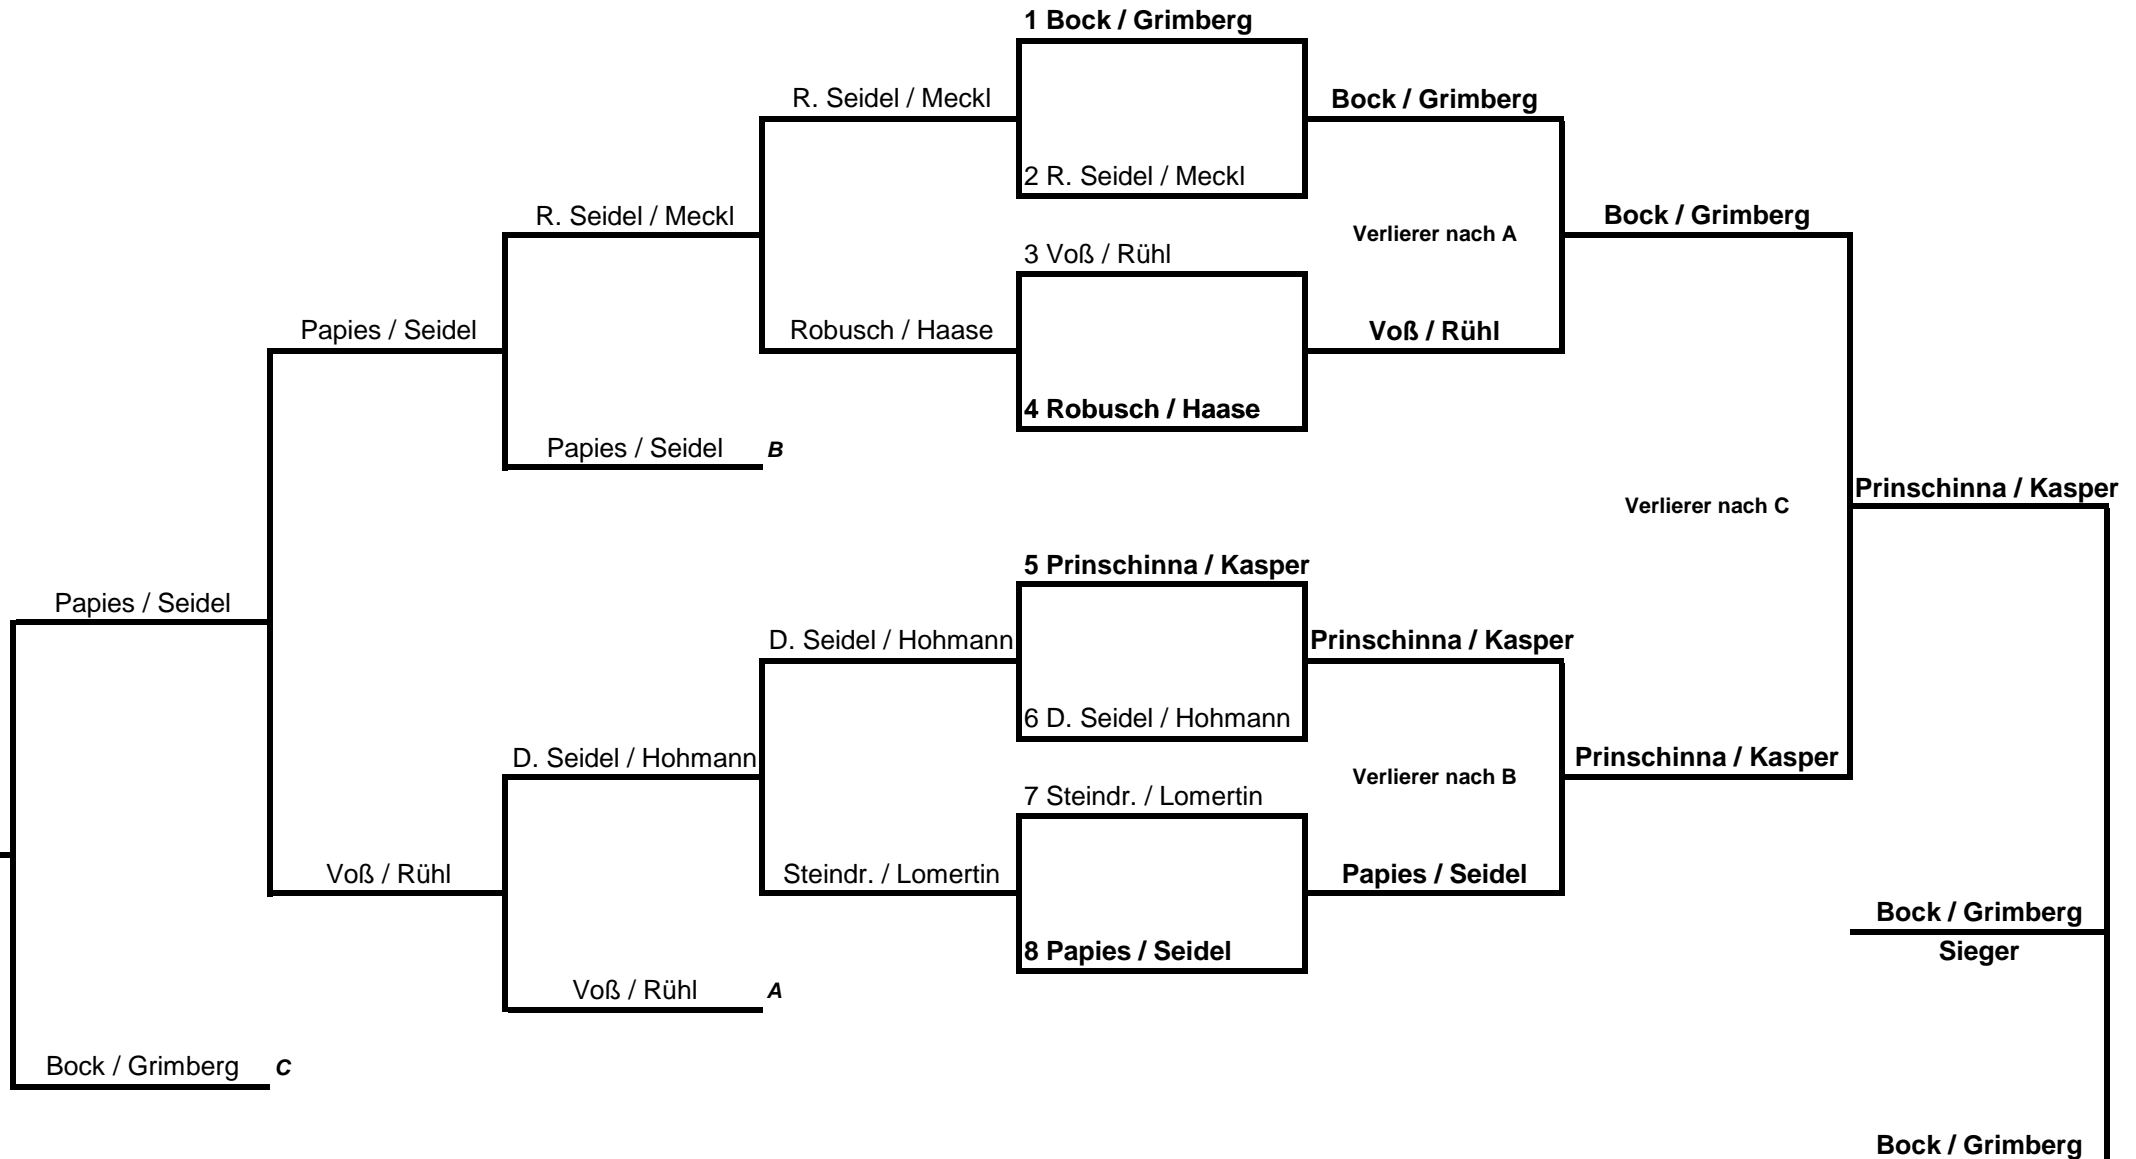 1 Bock / Grimberg
R. Seidel / Meckl
Bock / Grimberg
2 R. Seidel / Meckl
R. Seidel / Meckl
Bock / Grimberg
Verlierer nach A
3 Voß / Rühl
Papies / Seidel
Robusch / Haase
Voß / Rühl
4 Robusch / Haase
Papies / Seidel B
Prinschinna / Kasper
Verlierer nach C
5 Prinschinna / Kasper
Papies / Seidel
D. Seidel / Hohmann
Prinschinna / Kasper
6 D. Seidel / Hohmann
D. Seidel / Hohmann
Prinschinna / Kasper
Verlierer nach B
7 Steindr. / Lomertin
Voß / Rühl
Steindr. / Lomertin
Papies / Seidel
Bock / Grimberg
Sieger
8 Papies / Seidel
Voß / Rühl A
Bock / Grimberg C
Bock / Grimberg